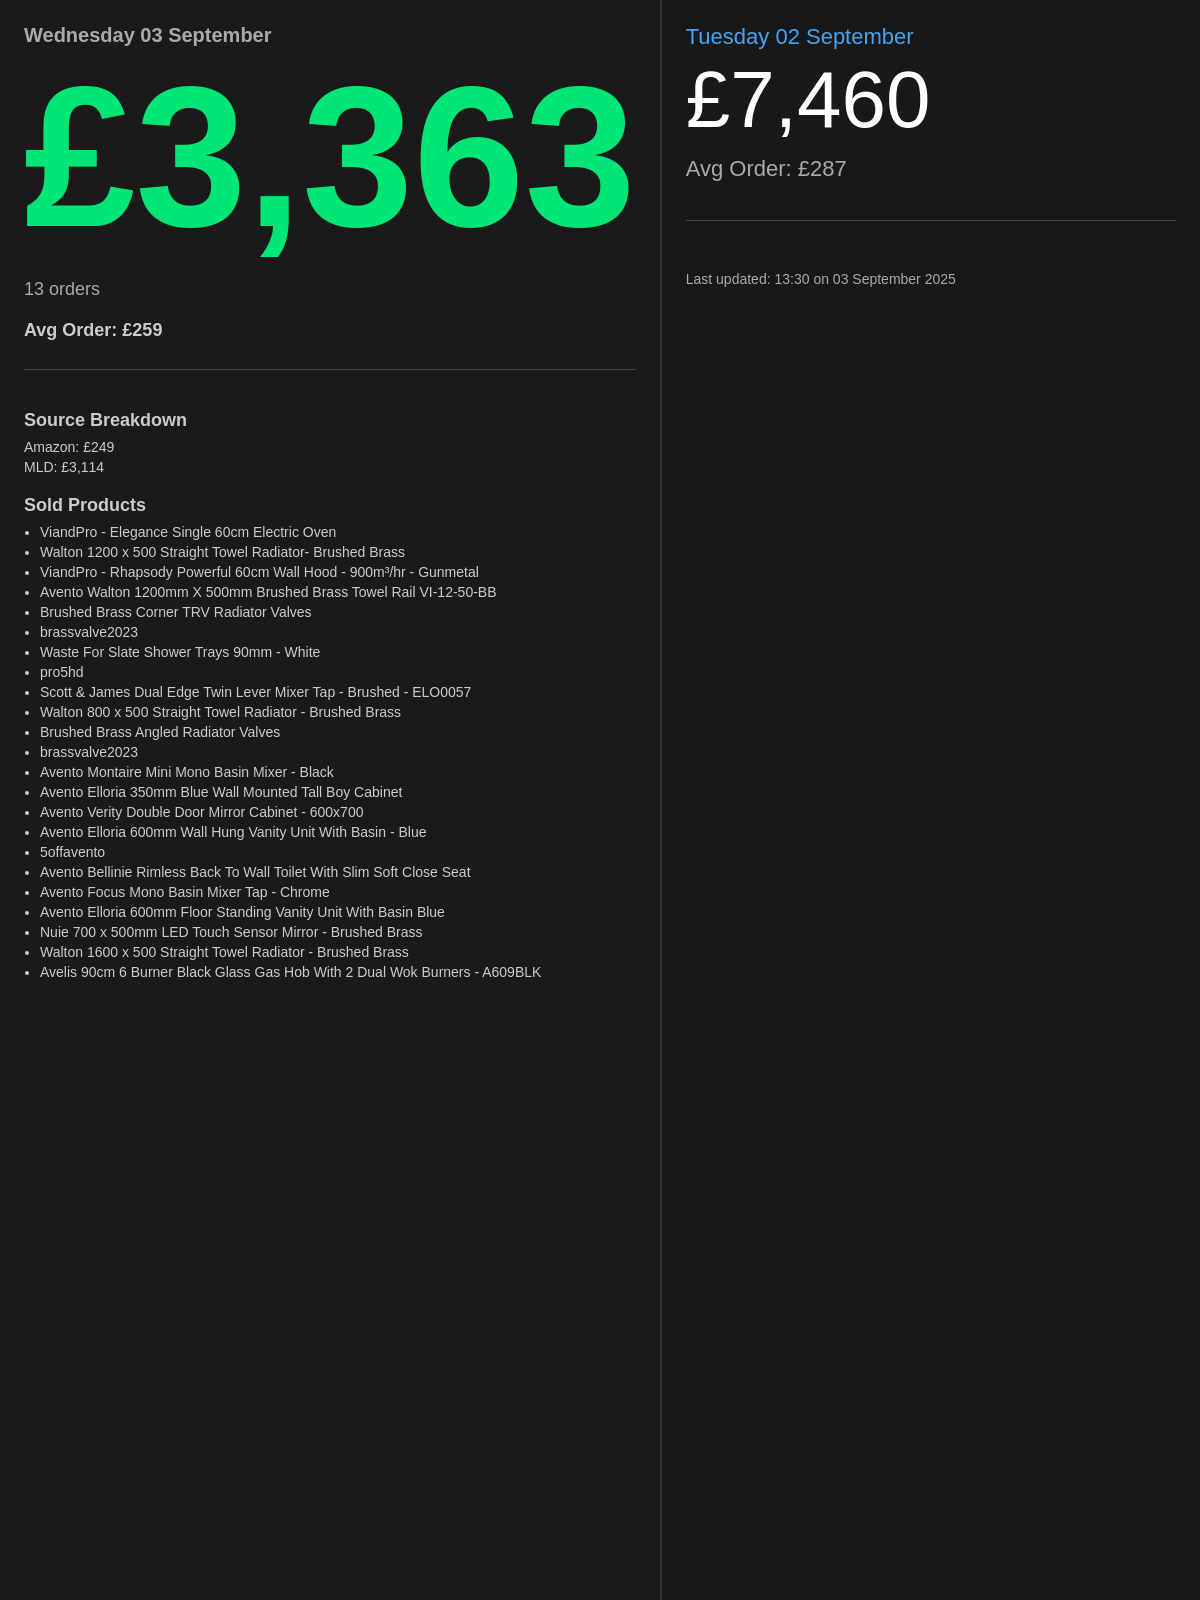 Wednesday 03 September
£3,363
13 orders
Avg Order: £259
Source Breakdown
Amazon: £249
MLD: £3,114
Sold Products
• ViandPro - Elegance Single 60cm Electric Oven
• Walton 1200 x 500 Straight Towel Radiator- Brushed Brass
• ViandPro - Rhapsody Powerful 60cm Wall Hood - 900m³/hr - Gunmetal
• Avento Walton 1200mm X 500mm Brushed Brass Towel Rail VI-12-50-BB
• Brushed Brass Corner TRV Radiator Valves
• brassvalve2023
• Waste For Slate Shower Trays 90mm - White
• pro5hd
• Scott & James Dual Edge Twin Lever Mixer Tap - Brushed - ELO0057
• Walton 800 x 500 Straight Towel Radiator - Brushed Brass
• Brushed Brass Angled Radiator Valves
• brassvalve2023
• Avento Montaire Mini Mono Basin Mixer - Black
• Avento Elloria 350mm Blue Wall Mounted Tall Boy Cabinet
• Avento Verity Double Door Mirror Cabinet - 600x700
• Avento Elloria 600mm Wall Hung Vanity Unit With Basin - Blue
• 5offavento
• Avento Bellinie Rimless Back To Wall Toilet With Slim Soft Close Seat
• Avento Focus Mono Basin Mixer Tap - Chrome
• Avento Elloria 600mm Floor Standing Vanity Unit With Basin Blue
• Nuie 700 x 500mm LED Touch Sensor Mirror - Brushed Brass
• Walton 1600 x 500 Straight Towel Radiator - Brushed Brass
• Avelis 90cm 6 Burner Black Glass Gas Hob With 2 Dual Wok Burners - A609BLK
Tuesday 02 September
£7,460
Avg Order: £287
Last updated: 13:30 on 03 September 2025